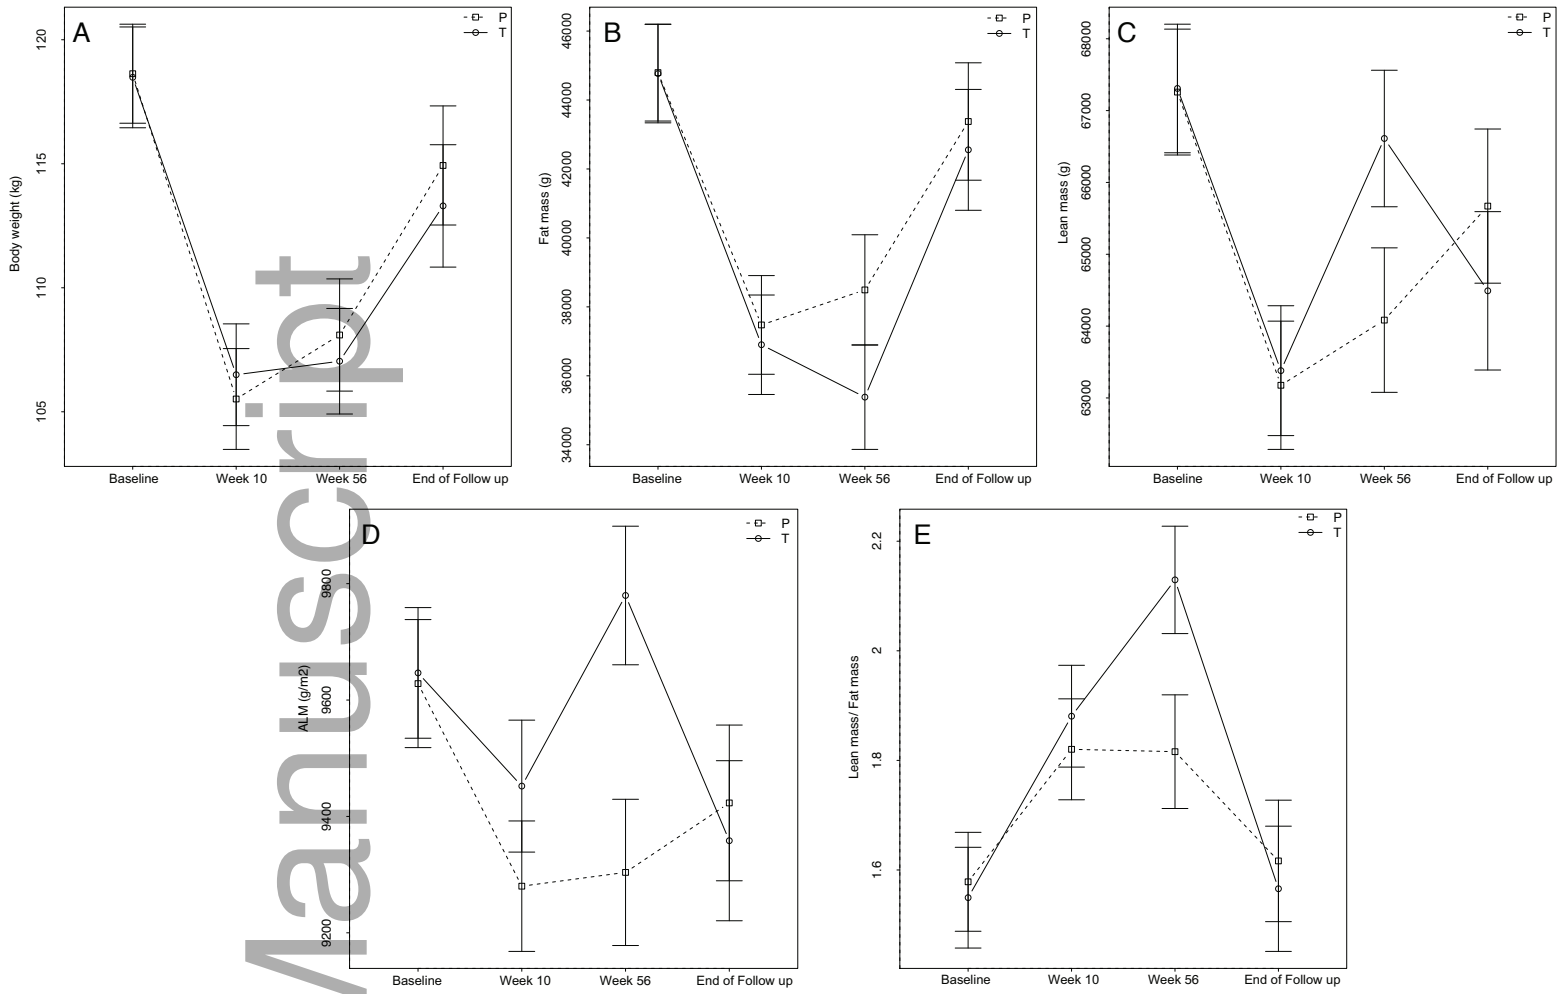 A
P
T
120
115
110
105
Body weight (kg)
Baseline
Week 10
Week 56
End of Follow up
B
P
T
46000
44000
42000
40000
38000
36000
34000
Fat mass (g)
Baseline
Week 10
Week 56
End of Follow up
C
P
T
68000
67000
66000
65000
64000
63000
Lean mass (g)
Baseline
Week 10
Week 56
End of Follow up
D
P
T
9800
9600
9400
9200
ALM (g/m2)
Baseline
Week 10
Week 56
End of Follow up
E
P
T
2.2
2
1.8
1.6
Lean mass/ Fat mass
Baseline
Week 10
Week 56
End of Follow up
Manuscript